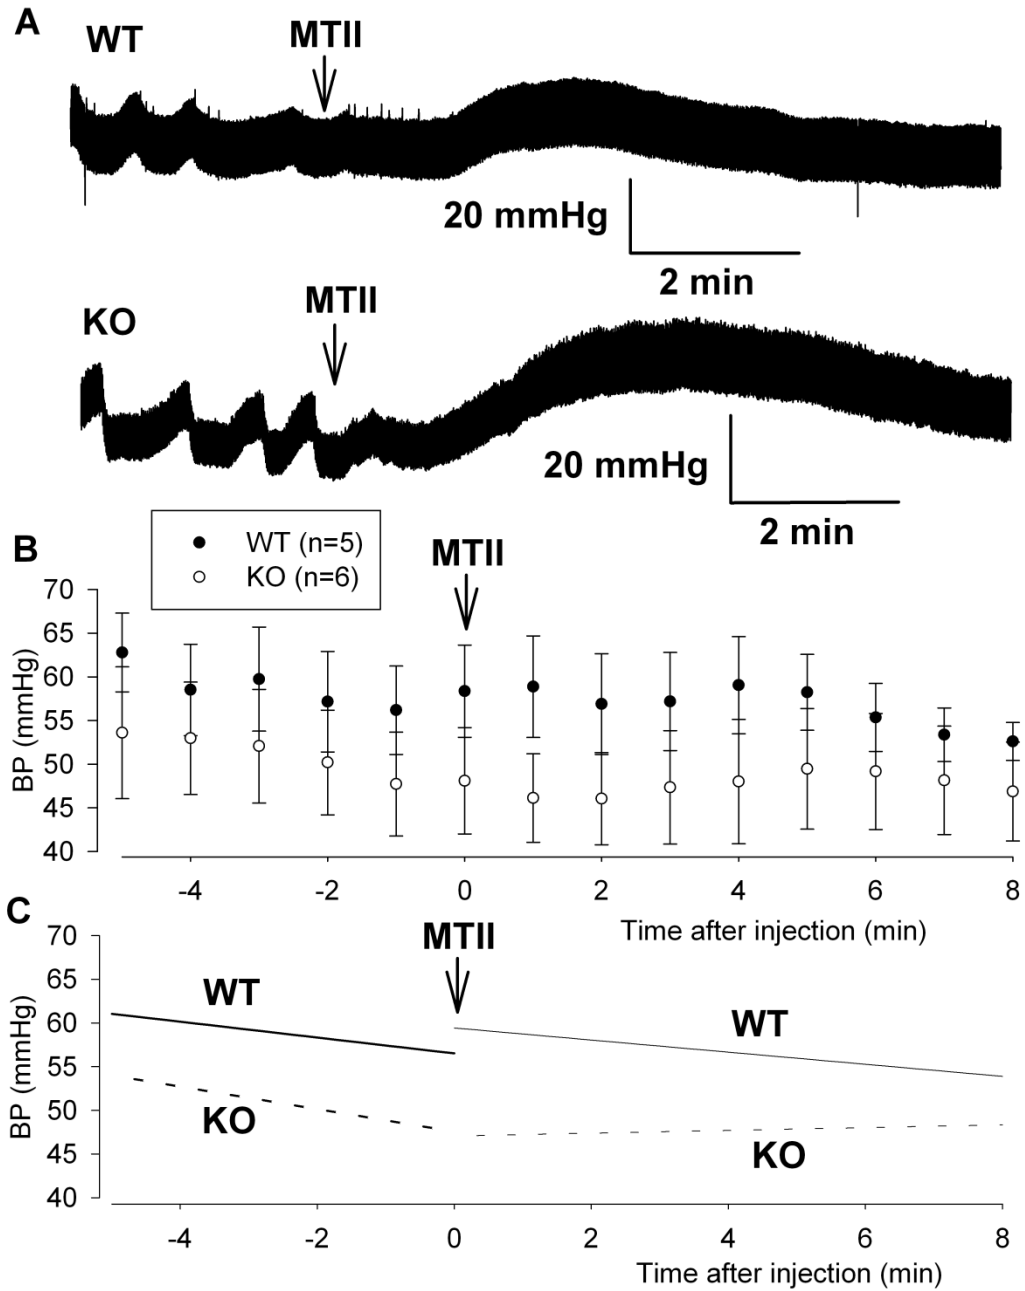 A
WT
MTII
20 mmHg
2 min
KO
MTII
20 mmHg
2 min
B
WT (n=5)
KO (n=6)
MTII
70
65
60
55
50
45
40
BP (mmHg)
-4 -2 0 2 4 6 8
Time after injection (min)
C
MTII
70
65
60
55
50
45
40
BP (mmHg)
WT
WT
KO
KO
-4 -2 0 2 4 6 8
Time after injection (min)